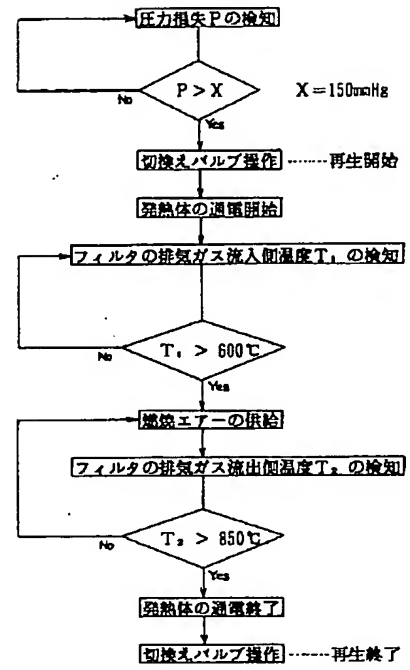 圧力損失Pの検知
P > X
X=150mmHg
No
Yes
切換えバルブ操作 ……再生開始
発熱体の通電開始
フィルタの排気ガス流入側温度T₁の検知
T₁ > 600℃
No
Yes
燃焼エアーの供給
フィルタの排気ガス流出側温度T₂の検知
T₂ > 850℃
No
Yes
発熱体の通電終了
切換えバルブ操作 ……再生終了